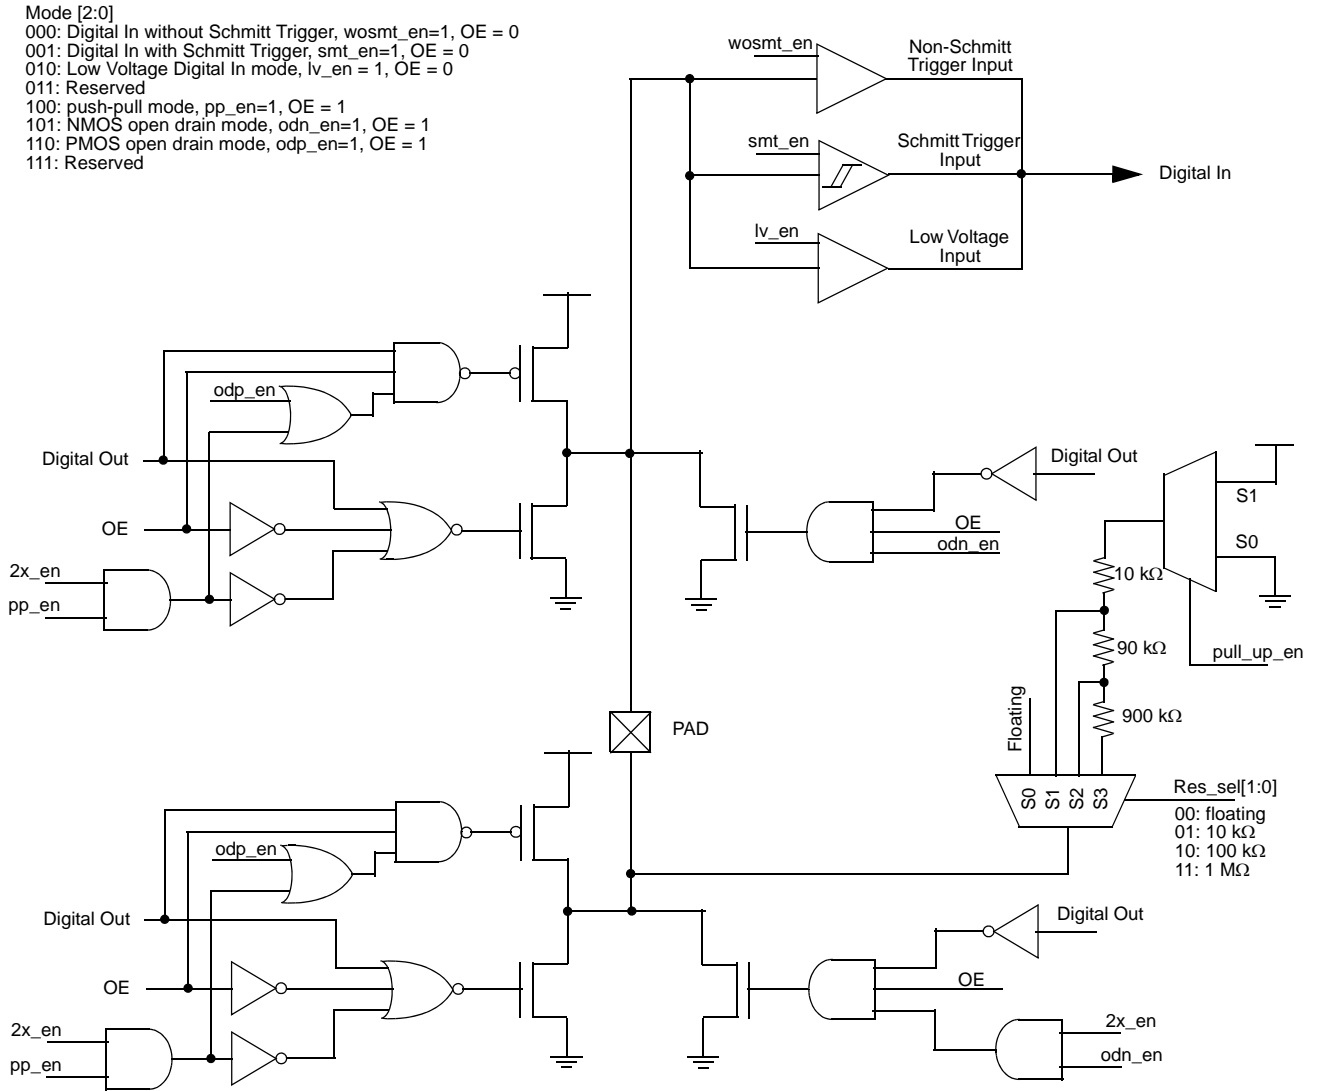 Mode [2:0]
000: Digital In without Schmitt Trigger, wosmt_en=1, OE = 0
001: Digital In with Schmitt Trigger, smt_en=1, OE = 0
010: Low Voltage Digital In mode, lv_en = 1, OE = 0
011: Reserved
100: push-pull mode, pp_en=1, OE = 1
101: NMOS open drain mode, odn_en=1, OE = 1
110: PMOS open drain mode, odp_en=1, OE = 1
111: Reserved
wosmt_en
Non-Schmitt
Trigger Input
smt_en
Schmitt Trigger
Input
Digital In
lv_en
Low Voltage
Input
odp_en
Digital Out
OE
2x_en
pp_en
Digital Out
OE
odn_en
S1
S0
10 kΩ
90 kΩ
pull_up_en
900 kΩ
Floating
PAD
S0
S1
S2
S3
Res_sel[1:0]
00: floating
01: 10 kΩ
10: 100 kΩ
11: 1 MΩ
odp_en
Digital Out
OE
2x_en
pp_en
Digital Out
OE
2x_en
odn_en